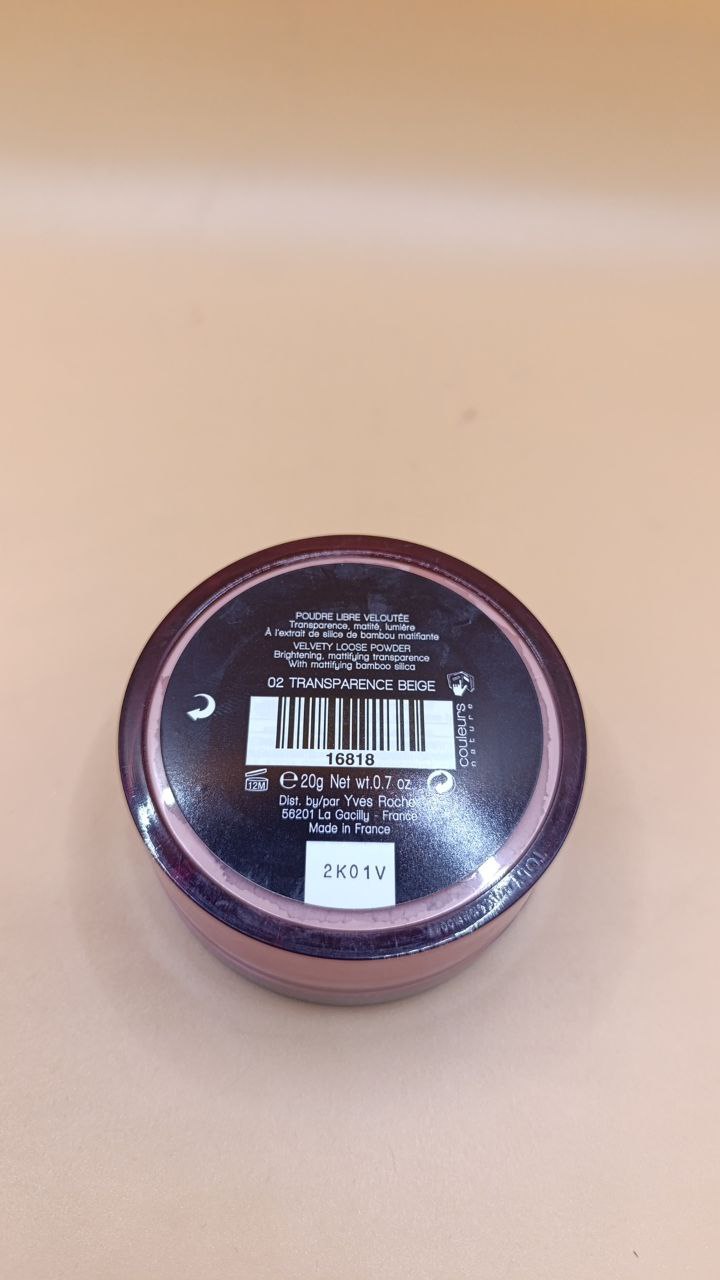 POUDRE LIBRE VELOUTÉE
Transparence, matité, lumière
À l'extrait de silice de bambou matifiante
VELVETY LOOSE POWDER
Brightening, mattifying transparence
With mattifying bamboo silica
02 TRANSPARENCE BEIGE
couleurs
nature
16818
12M
℮20g Net wt.0.7 oz.
Dist. by/par Yves Rocher
56201 La Gacilly - France
Made in France
2K01V